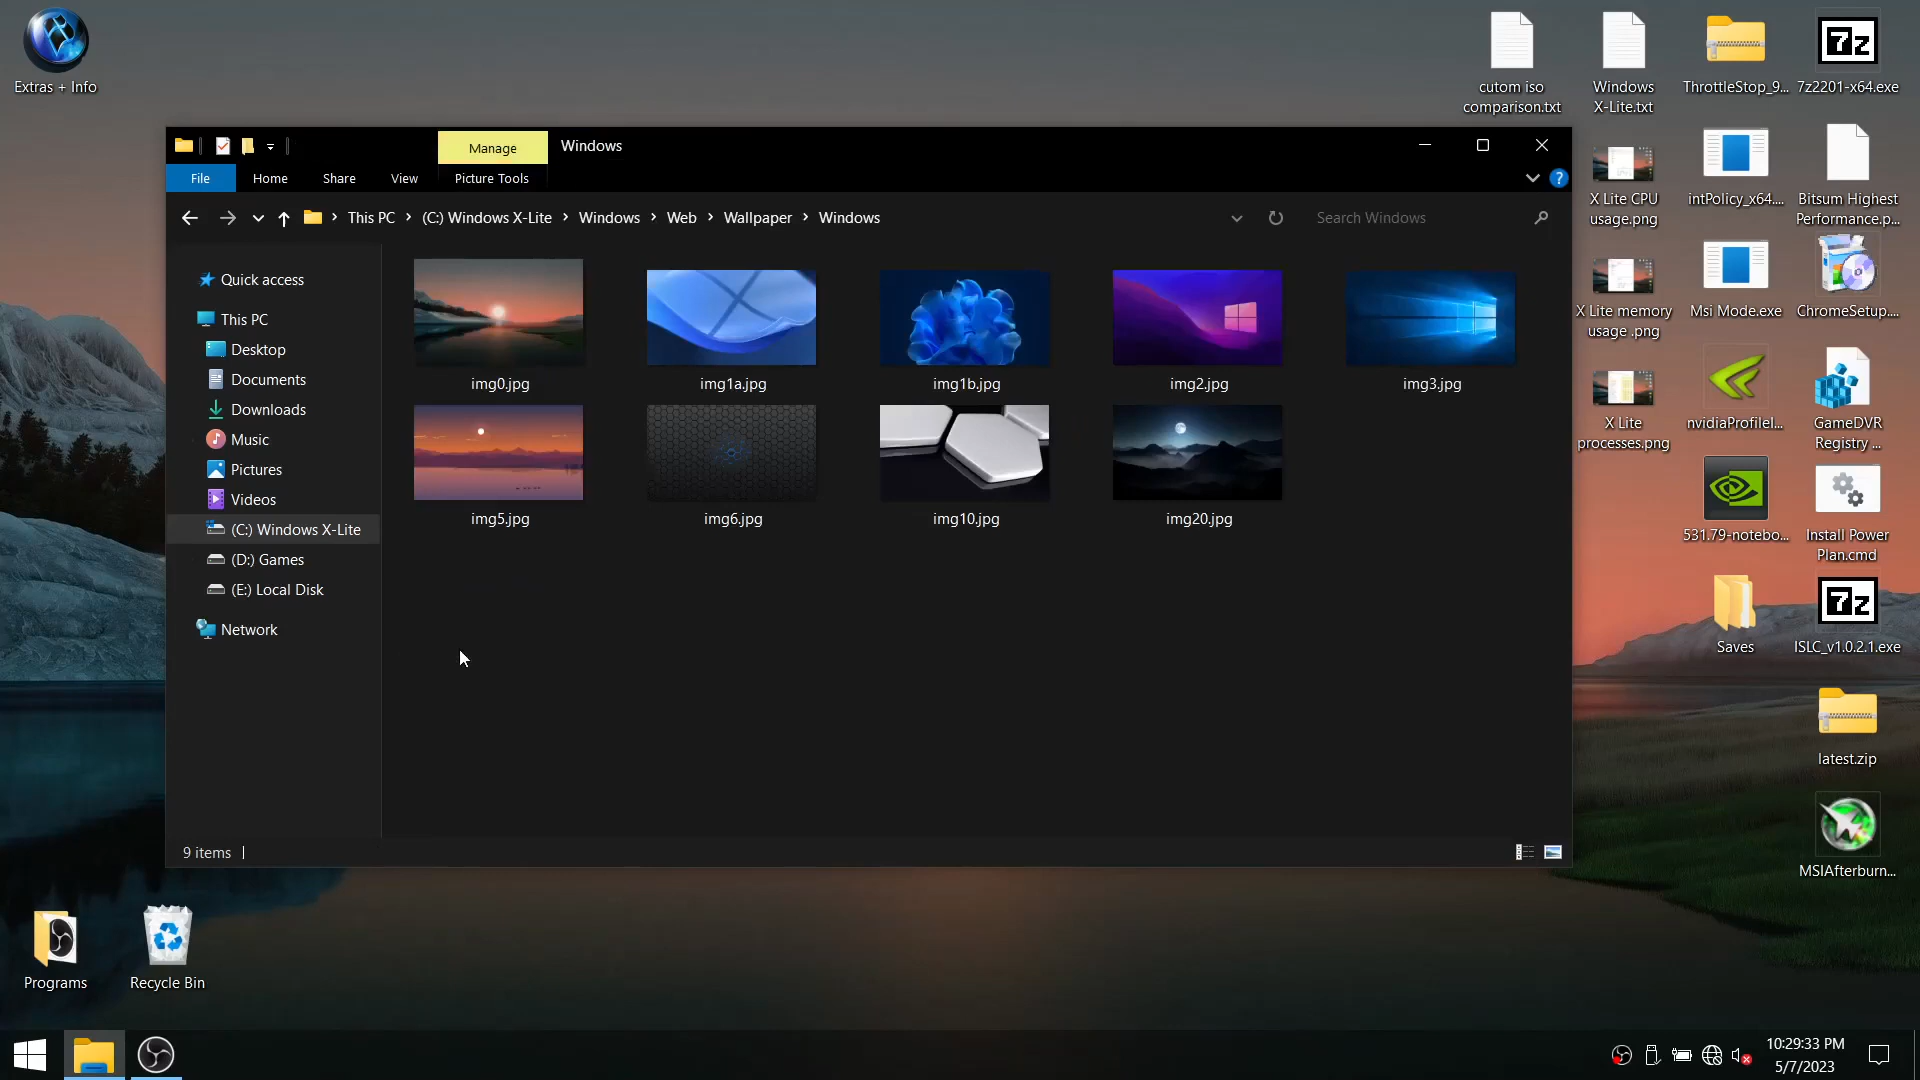 Extras + Info
cutom iso
comparison.txt
Windows
X-Lite.txt
ThrottleStop_9...
7z2201-x64.exe
Manage
Windows
File
Home
Share
View
Picture Tools
This PC
(C:) Windows X-Lite
Windows
Web
Wallpaper
Windows
Search Windows
Quick access
This PC
Desktop
Documents
Downloads
Music
Pictures
Videos
(C:) Windows X-Lite
(D:) Games
(E:) Local Disk
Network
img0.jpg
img1a.jpg
img1b.jpg
img2.jpg
img3.jpg
img5.jpg
img6.jpg
img10.jpg
img20.jpg
9 items
X Lite CPU
usage.png
intPolicy_x64....
Bitsum Highest
Performance.p...
X Lite memory
usage .png
Msi Mode.exe
ChromeSetup....
X Lite
processes.png
nvidiaProfileI...
GameDVR
Registry ...
531.79-notebo...
Install Power
Plan.cmd
Saves
7z
ISLC_v1.0.2.1.exe
latest.zip
MSIAfterburn...
Programs
Recycle Bin
10:29:33 PM
5/7/2023
7z
?